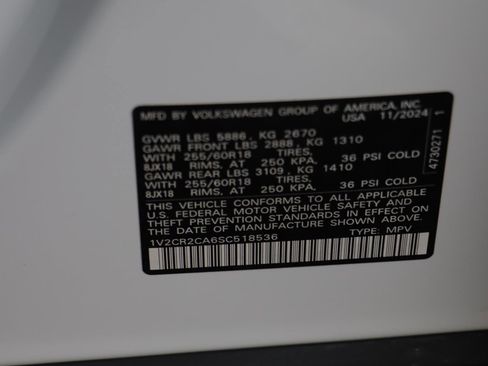 MFD. BY VOLKSWAGEN GROUP OF AMERICA, INC.
USA 11/2024
GVWR LBS 5886, KG 2670
GAWR FRONT LBS 2888, KG 1310
WITH 255/60R18 TIRES,
8JX18 RIMS, AT 250 KPA, 36 PSI COLD
GAWR REAR LBS 3109, KG 1410
WITH 255/60R18 TIRES,
8JX18 RIMS, AT 250 KPA, 36 PSI COLD
THIS VEHICLE CONFORMS TO ALL APPLICABLE
U.S. FEDERAL MOTOR VEHICLE SAFETY AND
THEFT PREVENTION STANDARDS IN EFFECT ON
THE DATE OF MANUFACTURE SHOWN ABOVE.
1V2CR2CA6SC518536 TYPE: MPV
4730271 1